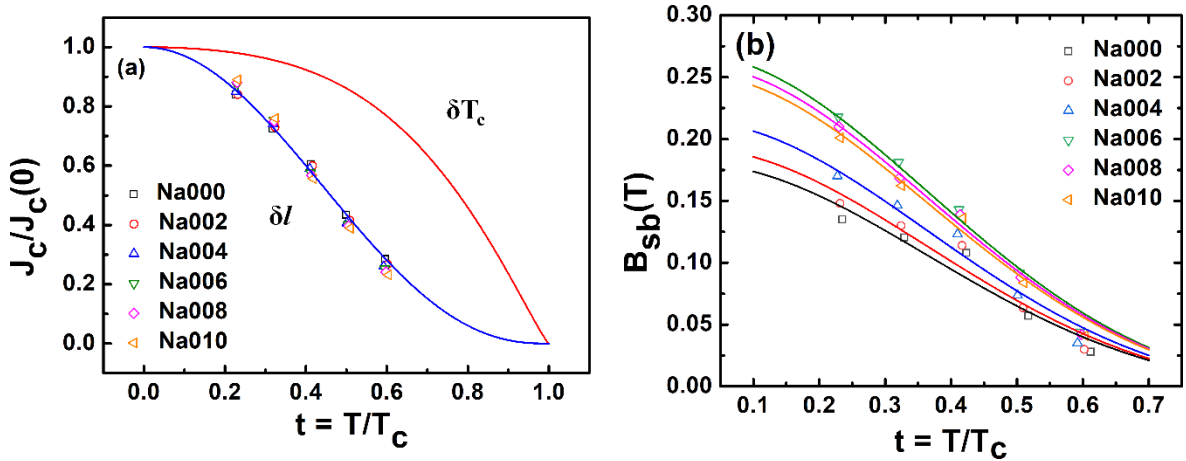 (a)
1.0
0.8
0.6
0.4
0.2
0.0
J_C/J_C(0)
δT_c
δl
Na000
Na002
Na004
Na006
Na008
Na010
0.0 0.2 0.4 0.6 0.8 1.0
t = T/T_C
(b)
0.30
0.25
0.20
0.15
0.10
0.05
0.00
B_sb(T)
Na000
Na002
Na004
Na006
Na008
Na010
0.1 0.2 0.3 0.4 0.5 0.6 0.7
t = T/T_C